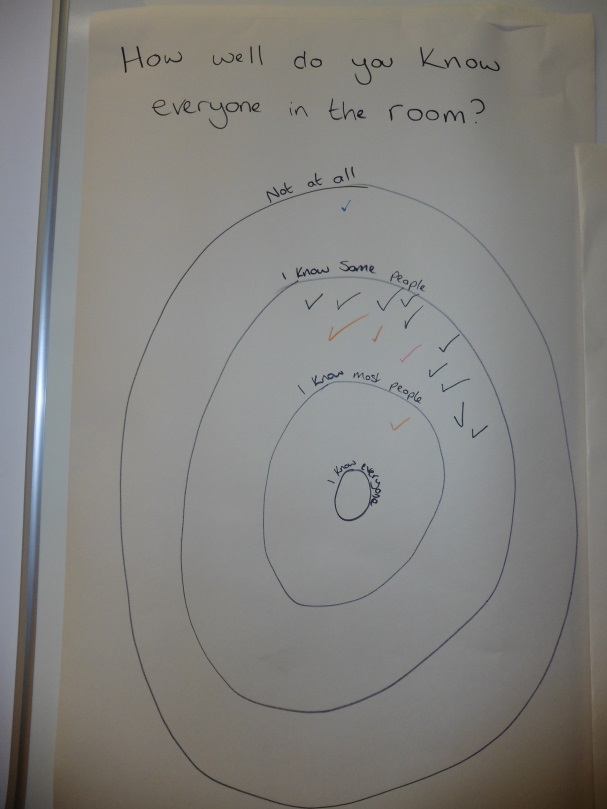 How well do you Know
everyone in the room?
Not at all
I Know Some people
I Know most people
I Know everyone